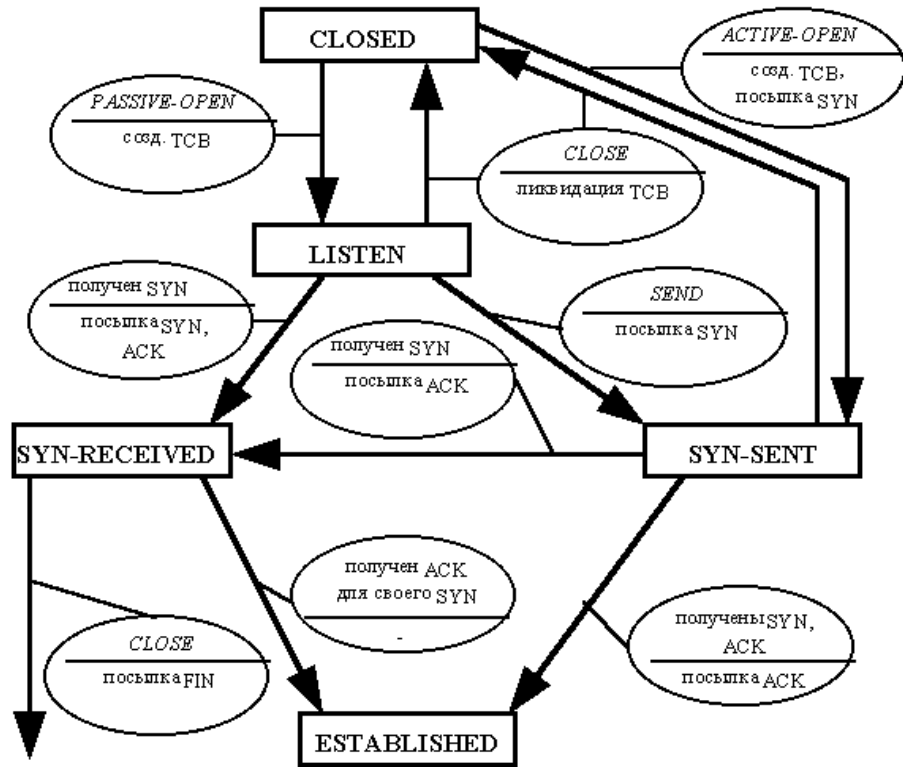 CLOSED
ACTIVE-OPEN
созд. TCB,
посылка SYN
PASSIVE-OPEN
созд. TCB
CLOSE
ликвидация TCB
LISTEN
получен SYN
посылка SYN,
ACK
SEND
посылка SYN
получен SYN
посылка ACK
SYN-RECEIVED
SYN-SENT
получен ACK
для своего SYN
-
получены SYN,
ACK
посылка ACK
CLOSE
посылка FIN
ESTABLISHED